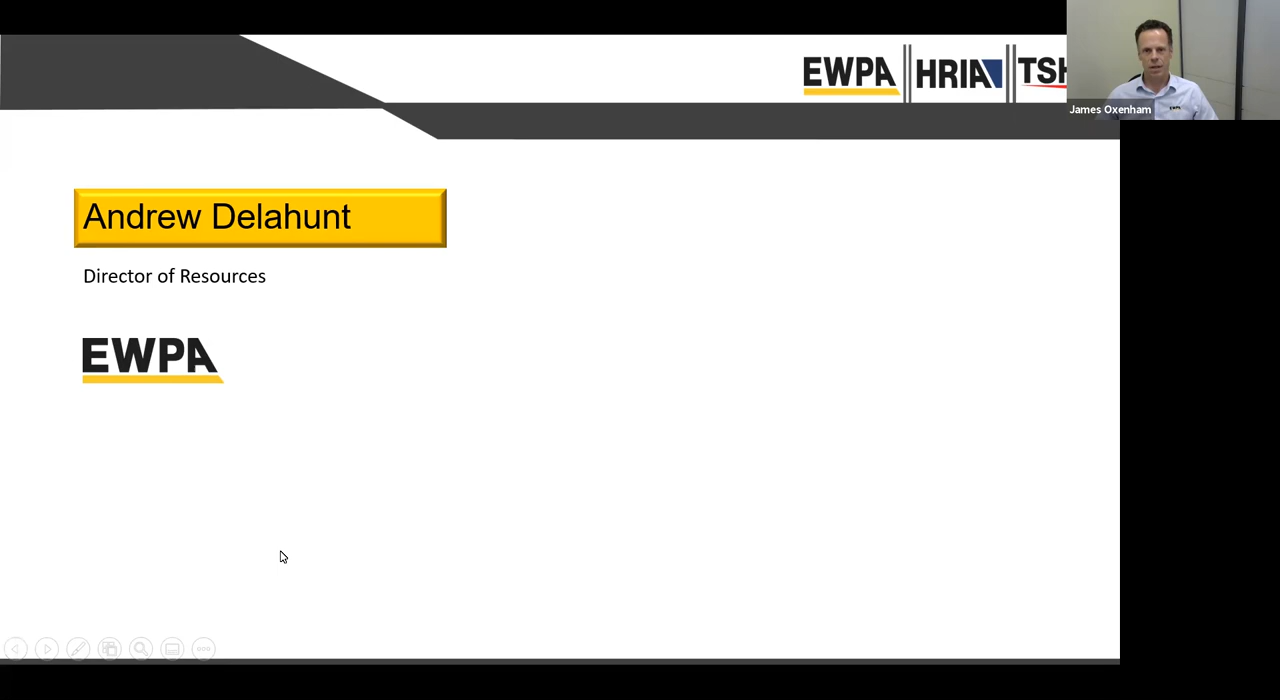 EWPA HRIA TSH
James Oxenham
Andrew Delahunt
Director of Resources
EWPA